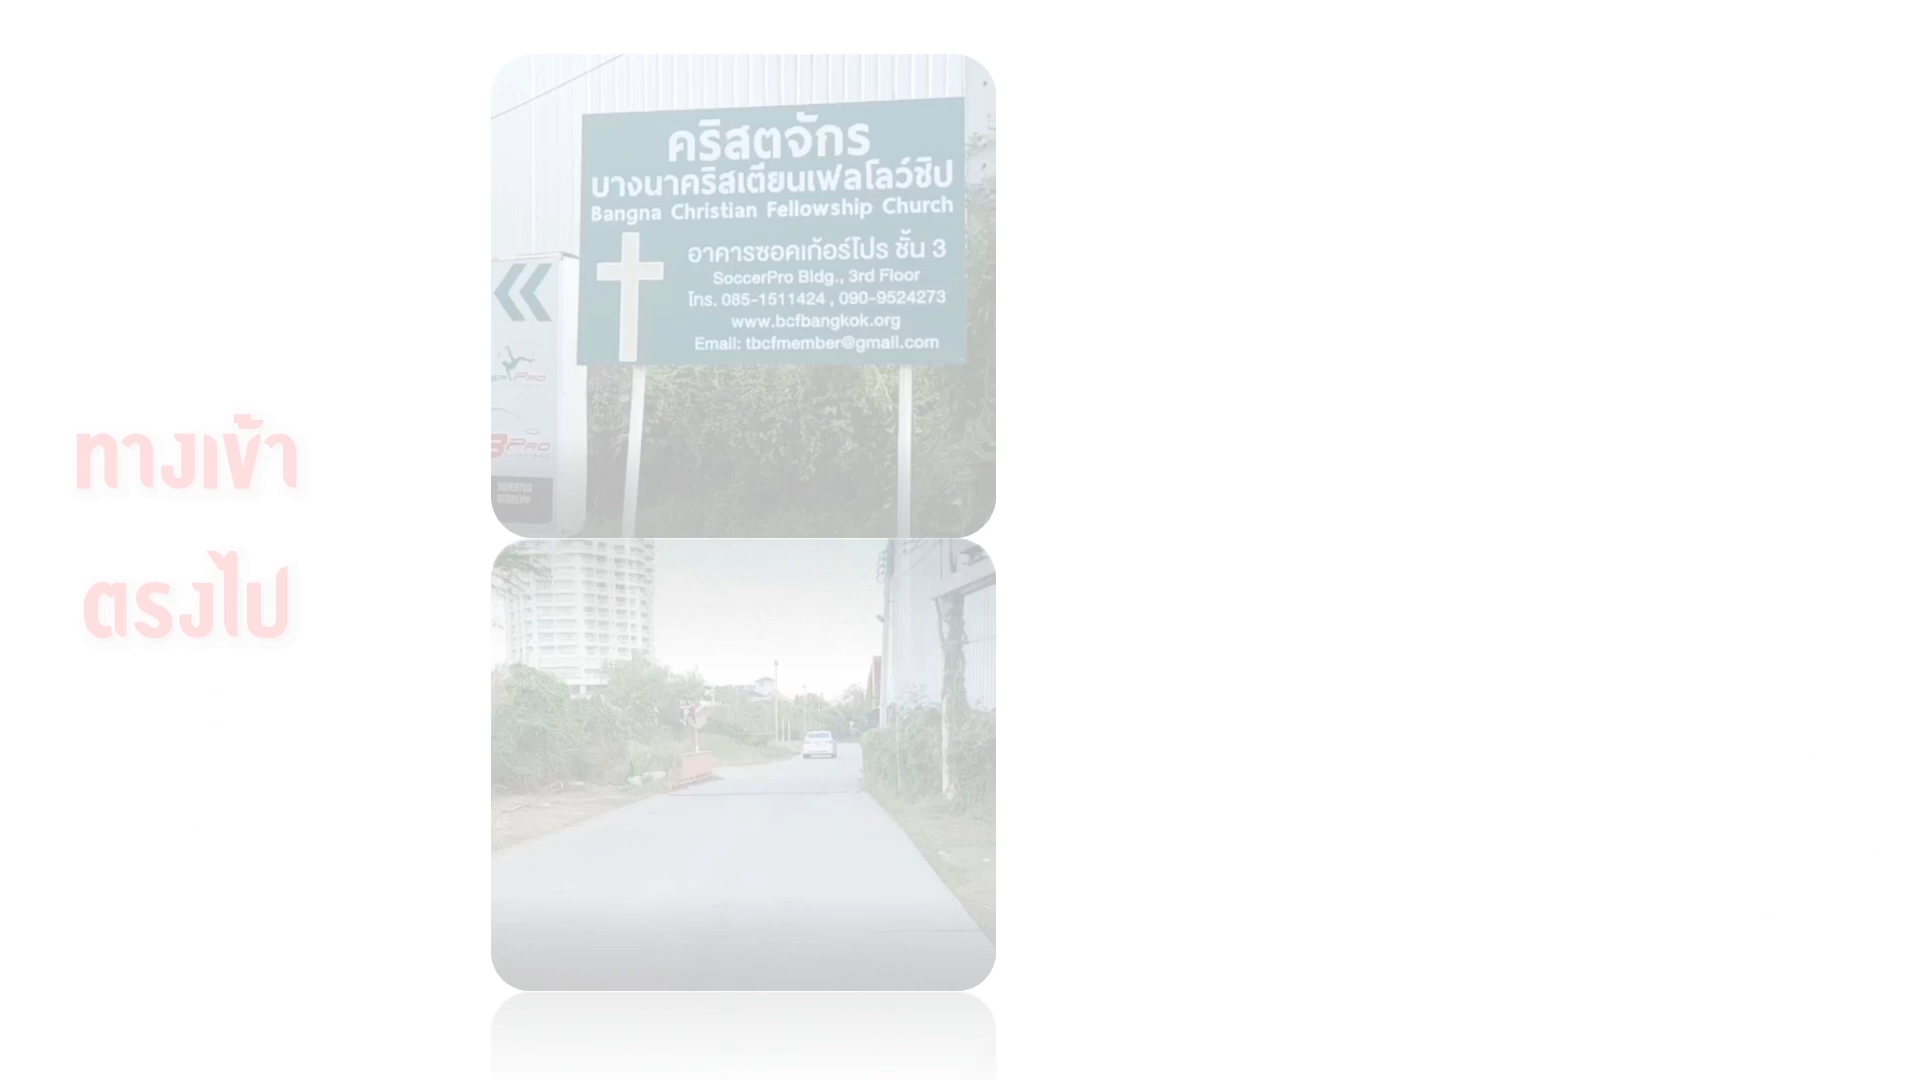 ทางเข้า
ตรงไป
คริสตจักร
บางนาคริสเตียนเฟลโลว์ชิป
Bangna Christian Fellowship Church
อาคารซอคเก้อร์โปร ชั้น 3
SoccerPro Bldg., 3rd Floor
โทร. 085-1511424 , 090-9524273
www.bcfbangkok.org
Email: tbcfmember@gmail.com
PRO
PRO